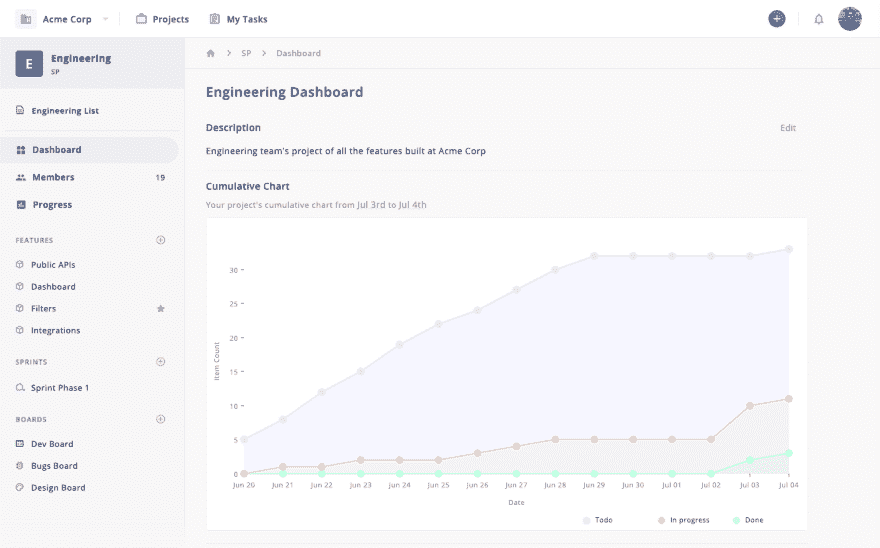 Acme Corp
Projects
My Tasks
E
Engineering
SP
Engineering List
Dashboard
Members 19
Progress
FEATURES
Public APIs
Dashboard
Filters
Integrations
SPRINTS
Sprint Phase 1
BOARDS
Dev Board
Bugs Board
Design Board
SP Dashboard
Engineering Dashboard
Description Edit
Engineering team's project of all the features built at Acme Corp
Cumulative Chart
Your project's cumulative chart from Jul 3rd to Jul 4th
Item Count
30
25
20
15
10
5
0
Jun 20 Jun 21 Jun 22 Jun 23 Jun 24 Jun 25 Jun 26 Jun 27 Jun 28 Jun 29 Jun 30 Jul 01 Jul 02 Jul 03 Jul 04
Date
Todo In progress Done